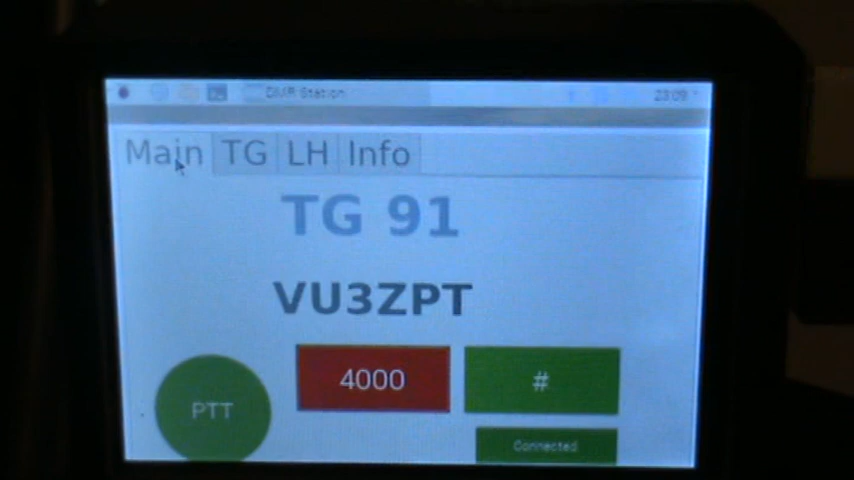 DMR Station 23:09
Main TG LH Info
TG 91
VU3ZPT
PTT 4000 #
Connected